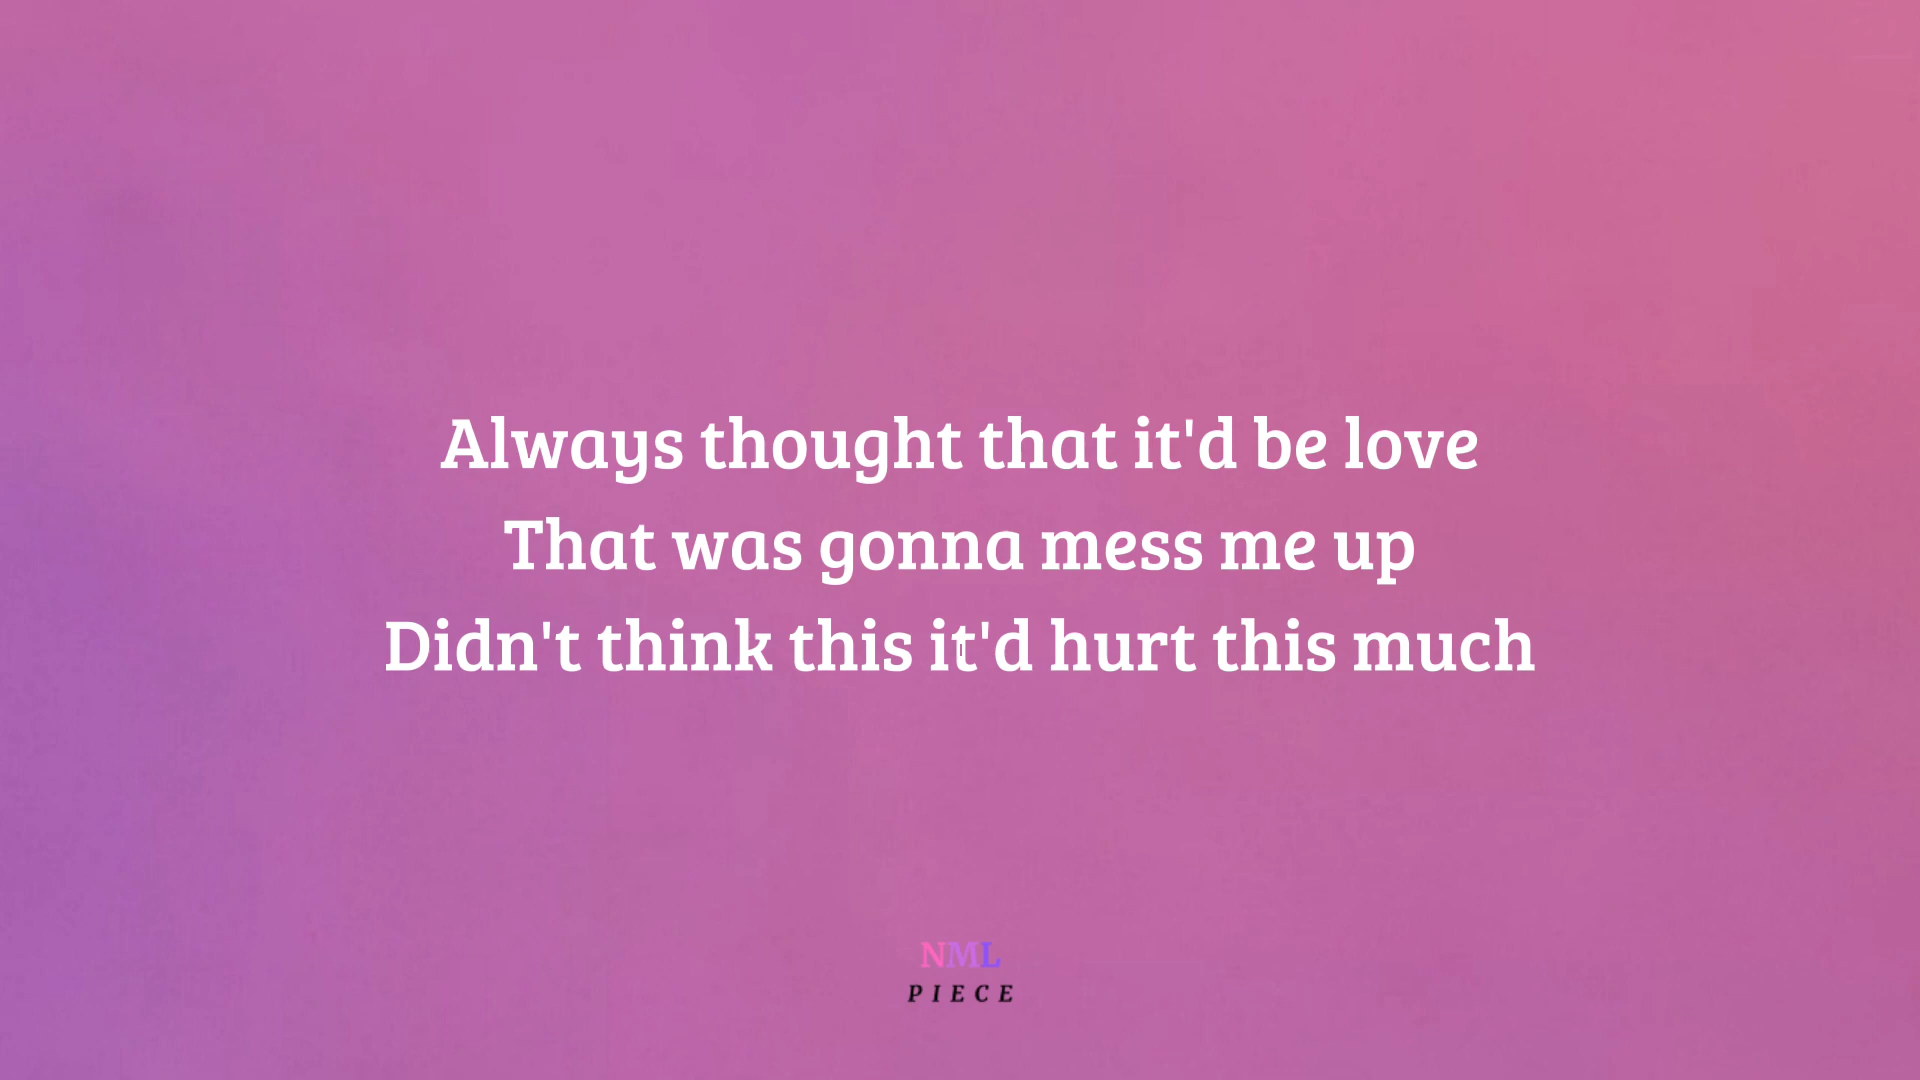 Always thought that it'd be love
That was gonna mess me up
Didn't think this it'd hurt this much
NML
PIECE